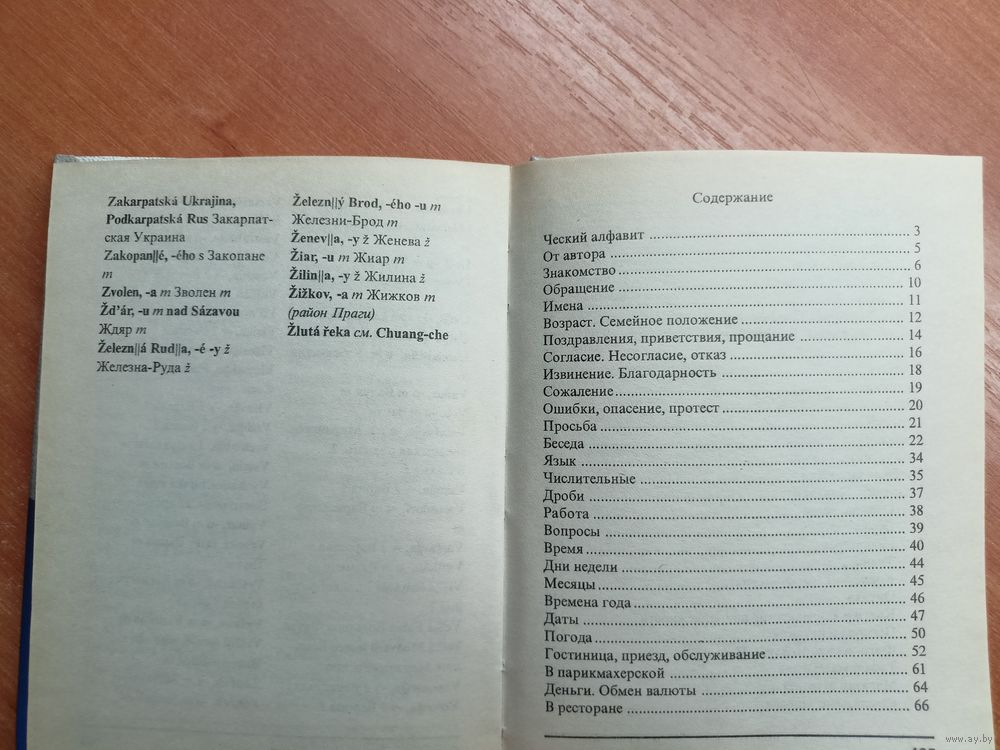 Zakarpatská Ukrajina,
Podkarpatská Rus Закарпат-
ская Украина
Zakopan||é, -ého s Закопане
m
Zvolen, -a m Зволен m
Žd'ár, -u m nad Sázavou
Ждяр m
Železn||á Rud||a, -é -y ž
Железна-Руда ž
Železn||ý Brod, -ého -u m
Железни-Брод m
Ženev||a, -y ž Женева ž
Žiar, -u m Жиар m
Žilin||a, -y ž Жилина ž
Žižkov, -a m Жижков m
(район Праги)
Žlutá řeka см. Chuang-che
Содержание
Ческий алфавит 3
От автора 5
Знакомство 6
Обращение 10
Имена 11
Возраст. Семейное положение 12
Поздравления, приветствия, прощание 14
Согласие. Несогласие, отказ 16
Извинение. Благодарность 18
Сожаление 19
Ошибки, опасение, протест 20
Просьба 21
Беседа 22
Язык 34
Числительные 35
Дроби 37
Работа 38
Вопросы 39
Время 40
Дни недели 44
Месяцы 45
Времена года 46
Даты 47
Погода 50
Гостиница, приезд, обслуживание 52
В парикмахерской 61
Деньги. Обмен валюты 64
В ресторане 66
www.ay.by